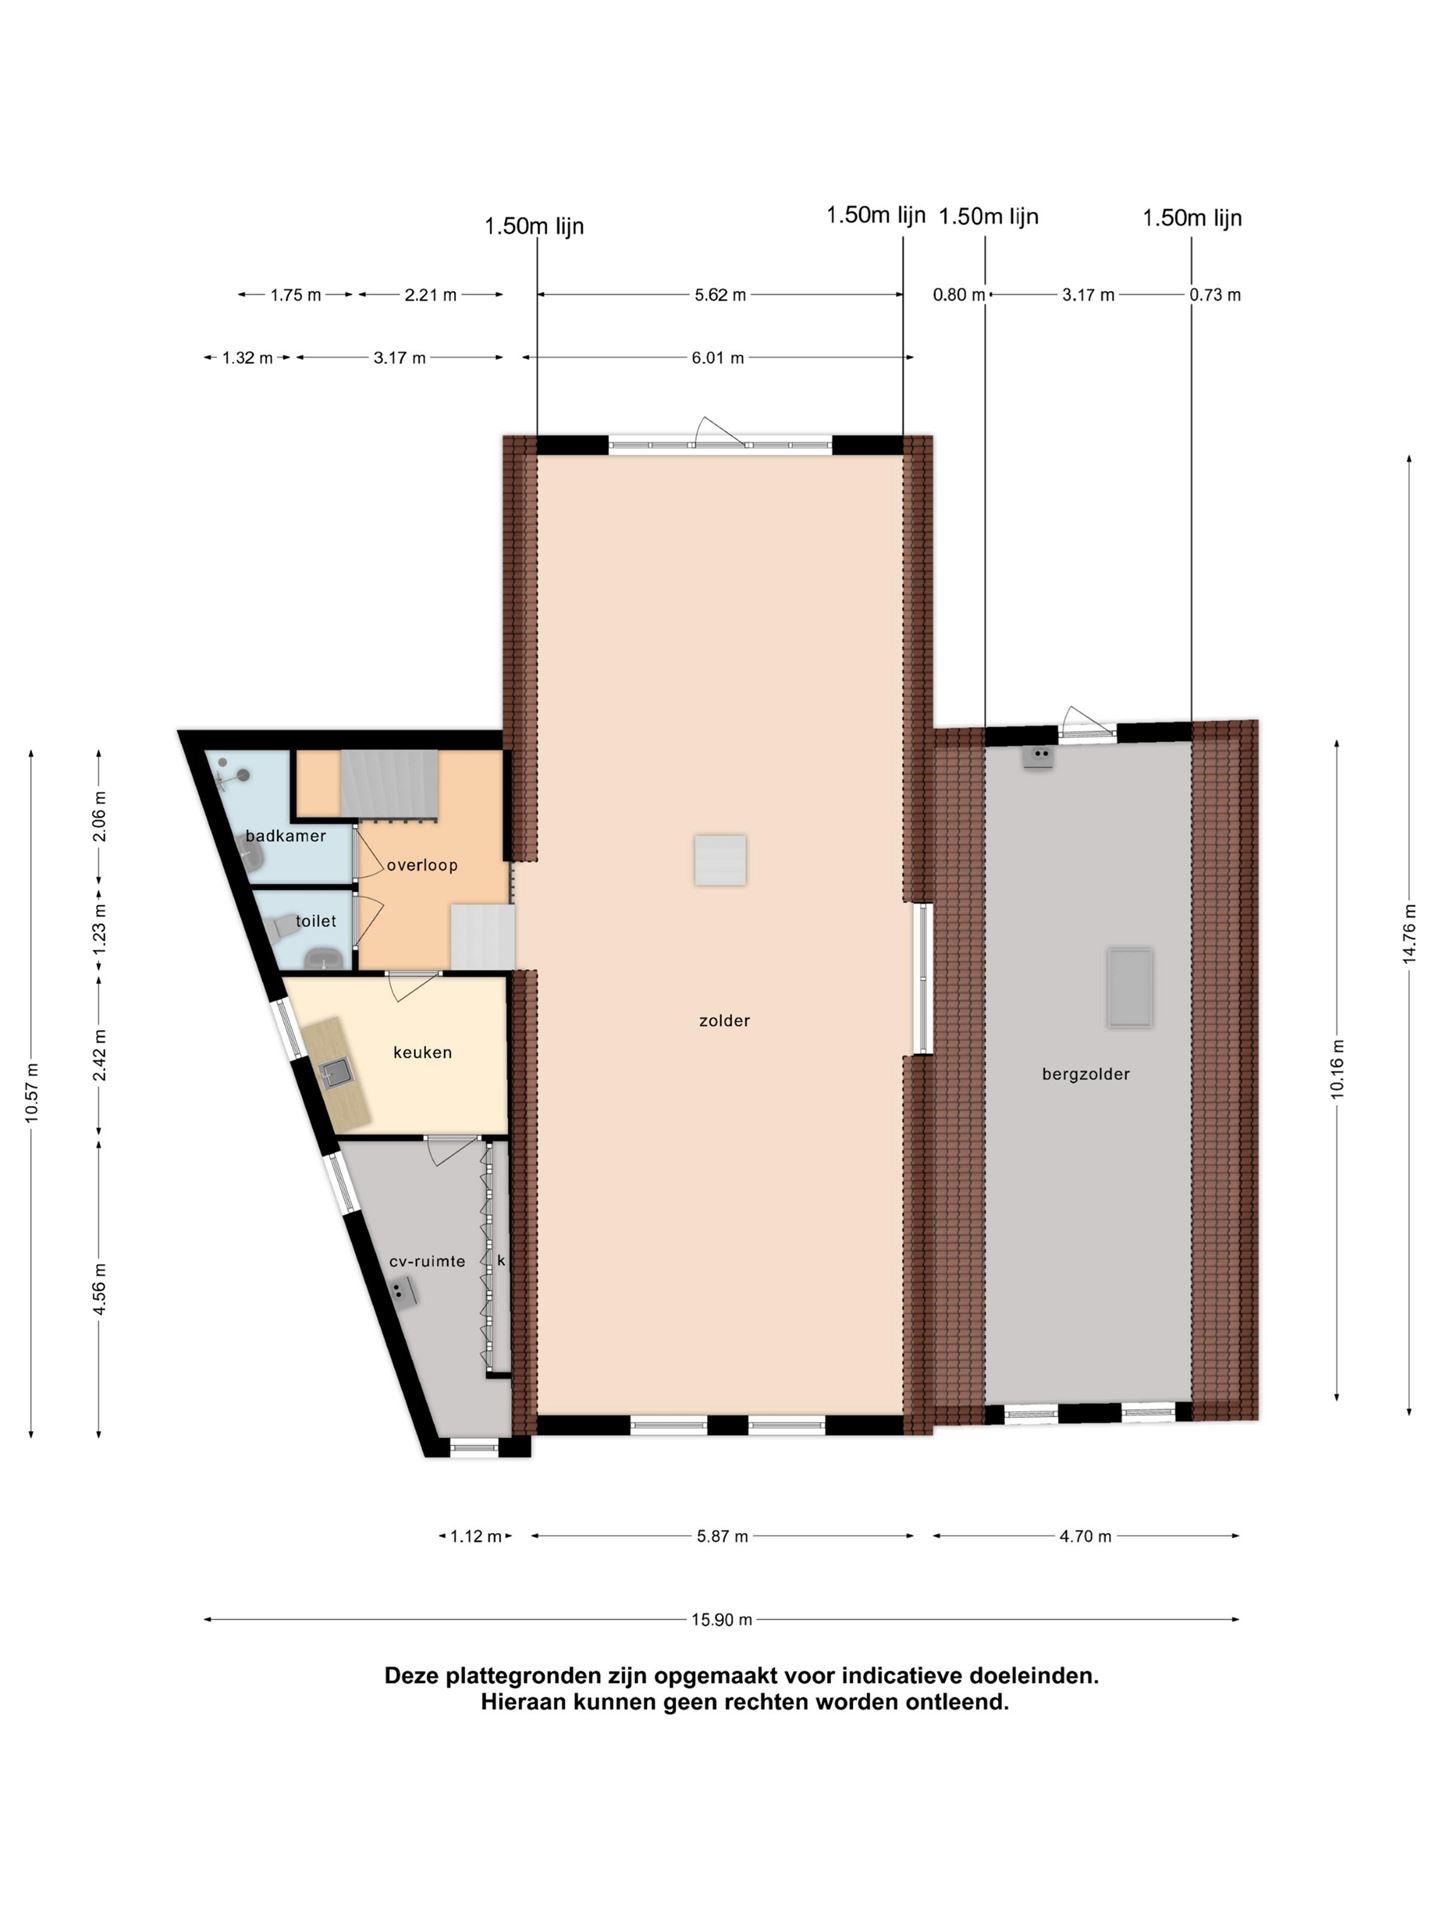 1.50m lijn
1.50m lijn
1.50m lijn
1.50m lijn
1.75 m
2.21 m
5.62 m
0.80 m
3.17 m
0.73 m
1.32 m
3.17 m
6.01 m
badkamer
overloop
toilet
keuken
cv-ruimte
k
zolder
bergzolder
2.06 m
1.23 m
2.42 m
4.56 m
10.57 m
10.16 m
14.76 m
1.12 m
5.87 m
4.70 m
15.90 m
Deze plattegronden zijn opgemaakt voor indicatieve doeleinden.
Hieraan kunnen geen rechten worden ontleend.